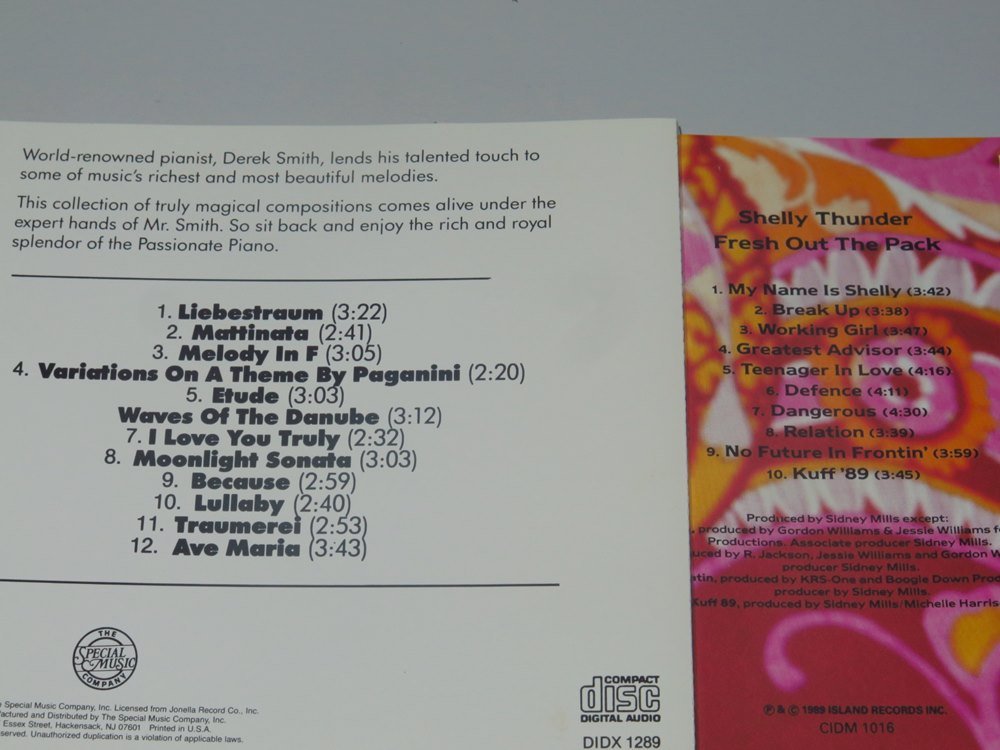 World-renowned pianist, Derek Smith, lends his talented touch to
some of music's richest and most beautiful melodies.
This collection of truly magical compositions comes alive under the
expert hands of Mr. Smith. So sit back and enjoy the rich and royal
splendor of the Passionate Piano.
1. Liebestraum (3:22)
2. Mattinata (2:41)
3. Melody In F (3:05)
4. Variations On A Theme By Paganini (2:20)
5. Etude (3:03)
Waves Of The Danube (3:12)
7. I Love You Truly (2:32)
8. Moonlight Sonata (3:03)
9. Because (2:59)
10. Lullaby (2:40)
11. Traumerei (2:53)
12. Ave Maria (3:43)
THE
SPECIAL
MUSIC
COMPANY
Special Music Company, Inc. Licensed from Jonella Record Co., Inc.
factured and Distributed by The Special Music Company, Inc.
Essex Street, Hackensack, NJ 07601 Printed in U.S.A.
served. Unauthorized duplication is a violation of applicable laws.
COMPACT
disc
DIGITAL AUDIO
DIDX 1289
Shelly Thunder
Fresh Out The Pack
1. My Name Is Shelly (3:42)
2. Break Up (3:38)
3. Working Girl (3:47)
4. Greatest Advisor (3:44)
5. Teenager In Love (4:16)
6. Defence (4:11)
7. Dangerous (4:30)
8. Relation (3:39)
9. No Future In Frontin' (3:59)
10. Kuff '89 (3:45)
Produced by Sidney Mills except:
, produced by Gordon Williams & Jessie Williams f
Productions. Associate producer Sidney Mills.
uced by R. Jackson, Jessie Williams and Gordon W
producer Sidney Mills.
tin, produced by KRS-One and Boogie Down Prod
producer by Sidney Mills.
Kuff 89, produced by Sidney Mills/Michelle Harris
℗ & © 1989 ISLAND RECORDS INC.
CIDM 1016